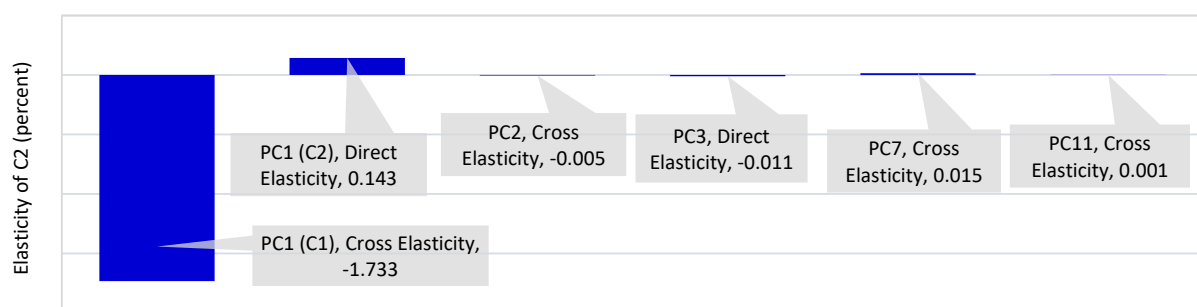 Elasticity of C2 (percent)
PC1 (C1), Cross Elasticity,
-1.733
PC1 (C2), Direct
Elasticity, 0.143
PC2, Cross
Elasticity, -0.005
PC3, Direct
Elasticity, -0.011
PC7, Cross
Elasticity, 0.015
PC11, Cross
Elasticity, 0.001